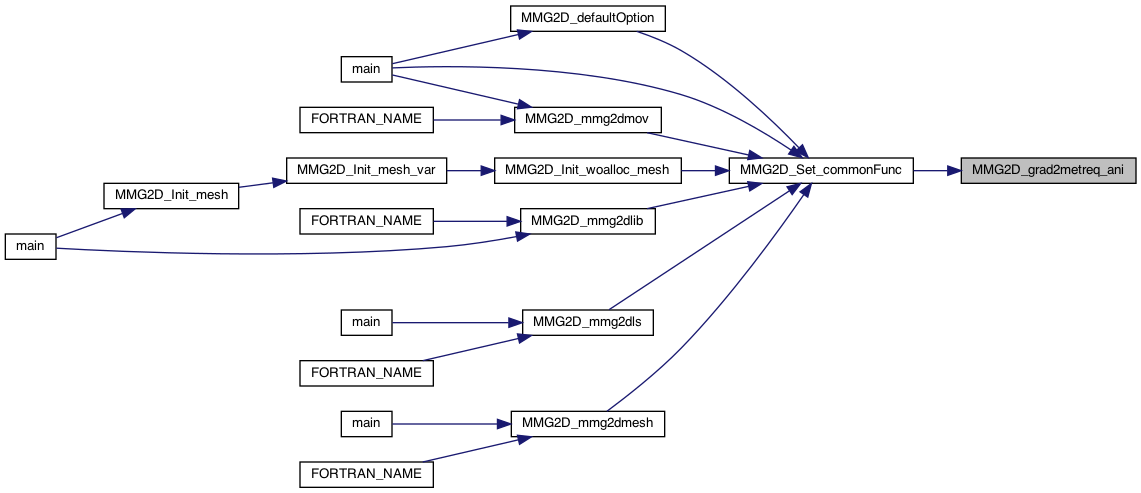 MMG2D_defaultOption
main
FORTRAN_NAME
MMG2D_mmg2dmov
MMG2D_Init_mesh_var
MMG2D_Init_woalloc_mesh
MMG2D_Set_commonFunc
MMG2D_grad2metreq_ani
MMG2D_Init_mesh
FORTRAN_NAME
MMG2D_mmg2dlib
main
main
MMG2D_mmg2dls
FORTRAN_NAME
main
MMG2D_mmg2dmesh
FORTRAN_NAME